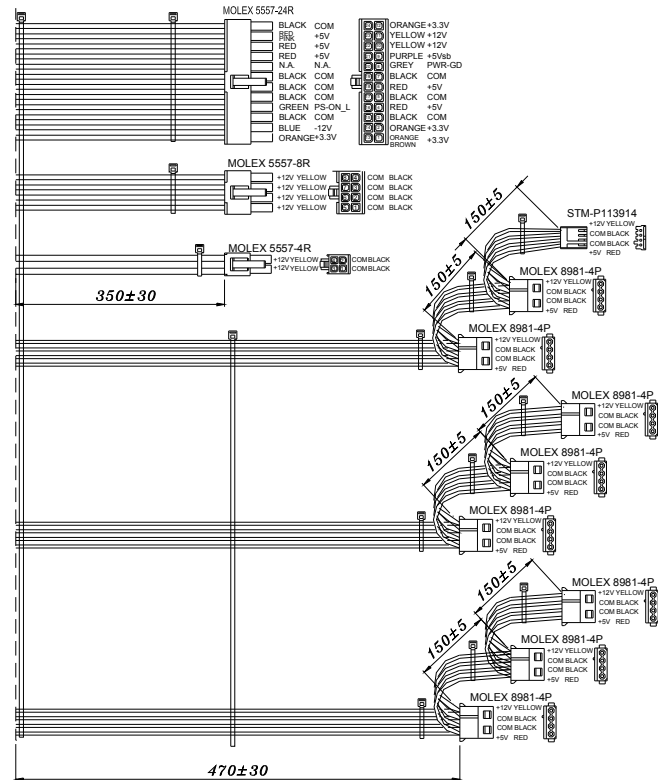 MOLEX 5557-24R
BLACK COM
RED
PINK +5V
RED +5V
RED +5V
N.A. N.A.
BLACK COM
BLACK COM
BLACK COM
GREEN PS-ON_L
BLACK COM
BLUE -12V
ORANGE+3.3V
ORANGE+3.3V
YELLOW +12V
YELLOW +12V
PURPLE +5Vsb
GREY PWR-GD
BLACK COM
RED +5V
BLACK COM
RED +5V
BLACK COM
ORANGE+3.3V
ORANGE
BROWN +3.3V
MOLEX 5557-8R
+12V YELLOW COM BLACK
+12V YELLOW COM BLACK
+12V YELLOW COM BLACK
+12V YELLOW COM BLACK
MOLEX 5557-4R
+12VYELLOW COMBLACK
+12VYELLOW COMBLACK
350±30
150±5
STM-P113914
+12V YELLOW
COM BLACK
COM BLACK
+5V RED
150±5
MOLEX 8981-4P
+12V YELLOW
COM BLACK
COM BLACK
+5V RED
MOLEX 8981-4P
+12V YELLOW
COM BLACK
COM BLACK
+5V RED
150±5
MOLEX 8981-4P
+12V YELLOW
COM BLACK
COM BLACK
+5V RED
150±5
MOLEX 8981-4P
+12V YELLOW
COM BLACK
COM BLACK
+5V RED
MOLEX 8981-4P
+12V YELLOW
COM BLACK
COM BLACK
+5V RED
150±5
MOLEX 8981-4P
+12V YELLOW
COM BLACK
COM BLACK
+5V RED
150±5
MOLEX 8981-4P
+12V YELLOW
COM BLACK
COM BLACK
+5V RED
MOLEX 8981-4P
+12V YELLOW
COM BLACK
COM BLACK
+5V RED
470±30